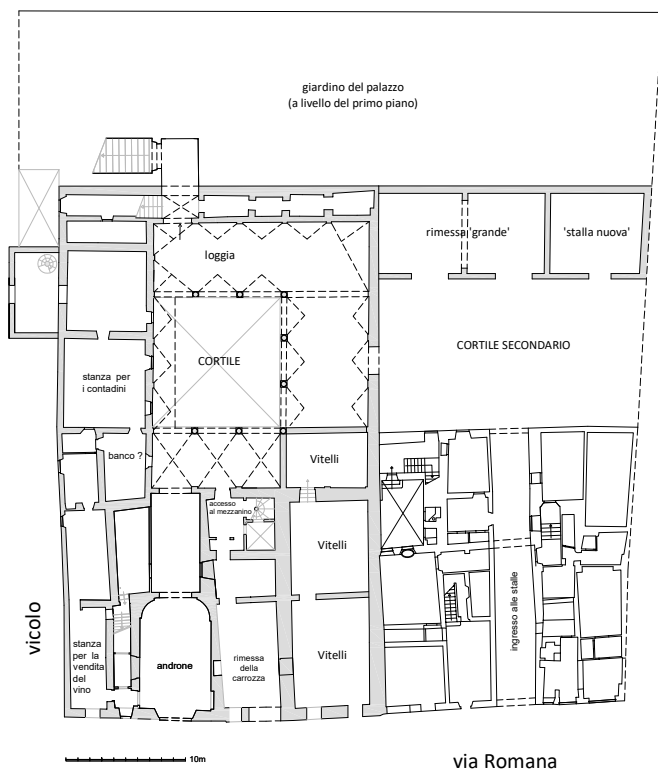 giardino del palazzo
(a livello del primo piano)
loggia
rimessa 'grande'
'stalla nuova'
CORTILE
CORTILE SECONDARIO
stanza per
i contadini
banco ?
Vitelli
accesso
al mezzanino
Vitelli
ingresso alle stalle
vicolo
stanza
per la
vendita
del
vino
androne
rimessa
della
carrozza
Vitelli
10m
via Romana